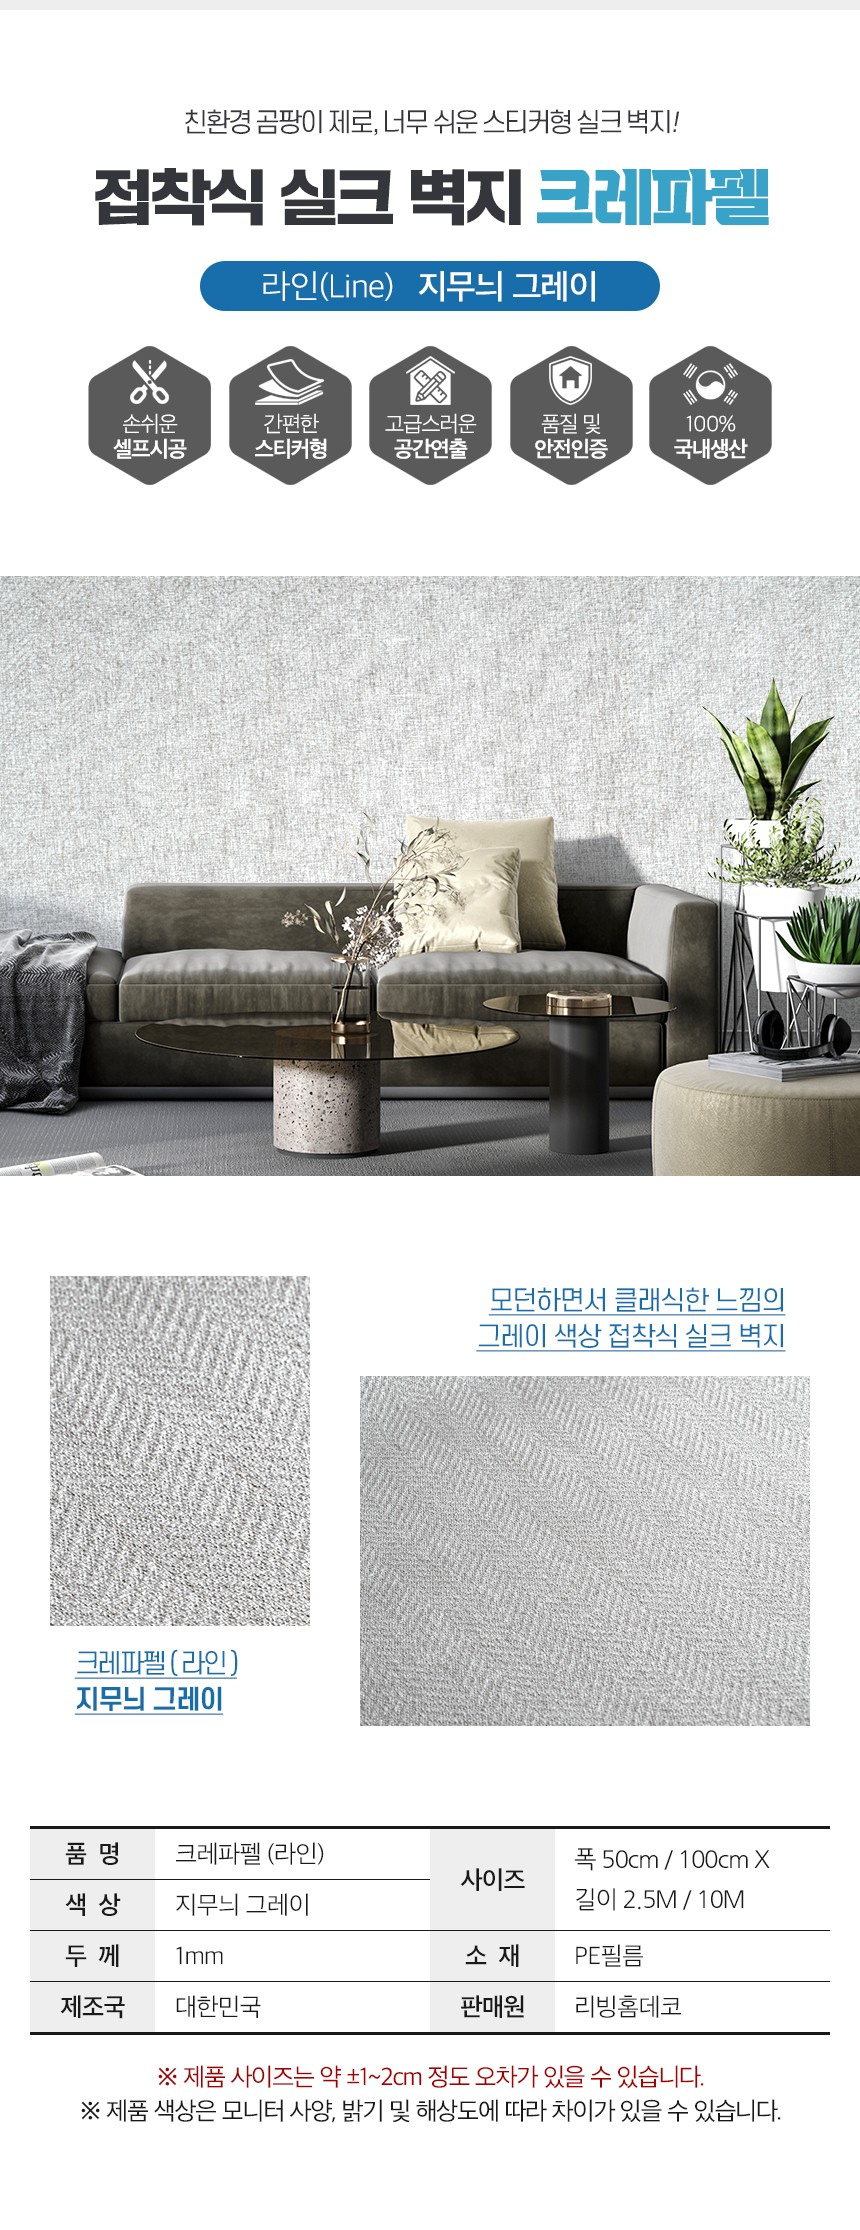 친환경 곰팡이 제로, 너무 쉬운 스티커형 실크 벽지!
접착식 실크 벽지 크레파펠
라인(Line) 지무늬 그레이
손쉬운
셀프시공
간편한
스티커형
고급스러운
공간연출
품질 및
안전인증
100%
국내생산
모던하면서 클래식한 느낌의
그레이 색상 접착식 실크 벽지
크레파펠 ( 라인 )
지무늬 그레이
품 명 크레파펠 (라인)
색 상 지무늬 그레이
사이즈 폭 50cm / 100cm X
길이 2.5M / 10M
두 께 1mm 소 재 PE필름
제조국 대한민국 판매원 리빙홈데코
※ 제품 사이즈는 약 ±1~2cm 정도 오차가 있을 수 있습니다.
※ 제품 색상은 모니터 사양, 밝기 및 해상도에 따라 차이가 있을 수 있습니다.